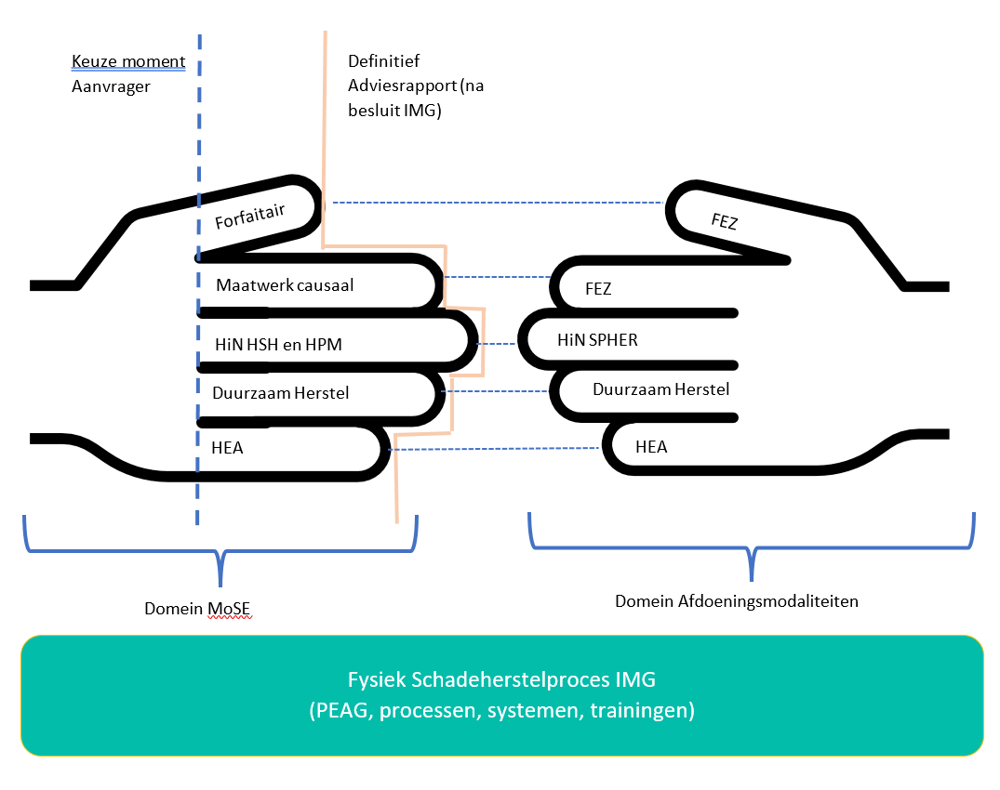 Keuze moment
Aanvrager
Definitief
Adviesrapport (na
besluit IMG)
Forfaitair
FEZ
Maatwerk causaal
FEZ
HiN HSH en HPM
HiN SPHER
Duurzaam Herstel
Duurzaam Herstel
HEA
HEA
Domein MoSE
Domein Afdoeningsmodaliteiten
Fysiek Schadeherstelproces IMG
(PEAG, processen, systemen, trainingen)